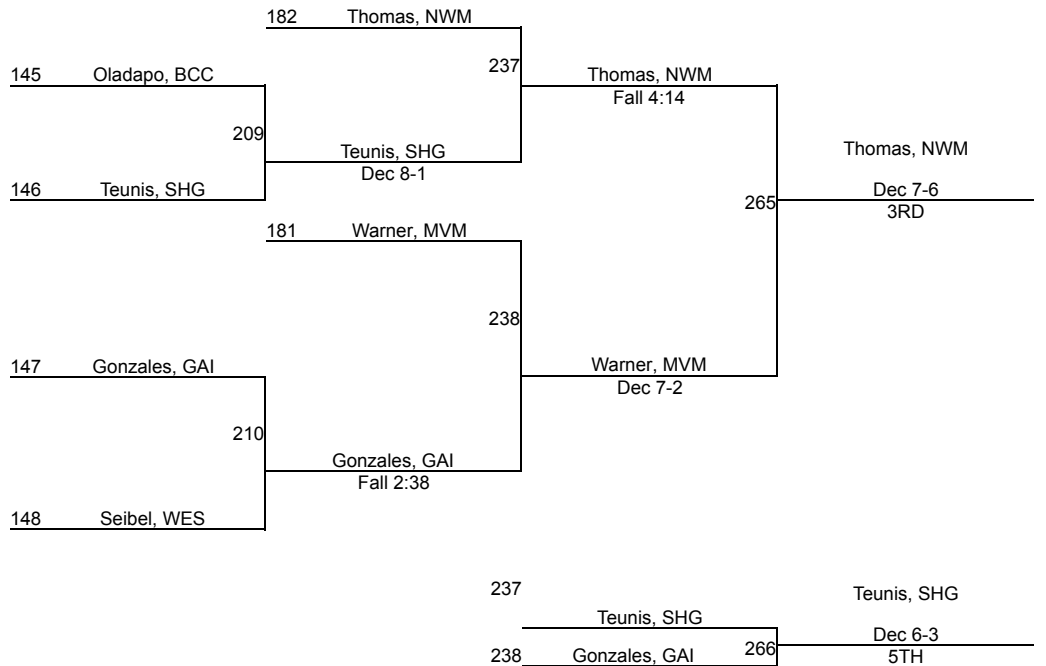 182 Thomas, NWM
237 Thomas, NWM
145 Oladapo, BCC
Fall 4:14
209
Teunis, SHG
Thomas, NWM
Dec 8-1
146 Teunis, SHG
Dec 7-6
265
3RD
181 Warner, MVM
238
147 Gonzales, GAI
Warner, MVM
Dec 7-2
210
Gonzales, GAI
Fall 2:38
148 Seibel, WES
237
Teunis, SHG
Teunis, SHG
Dec 6-3
238 Gonzales, GAI 266
5TH